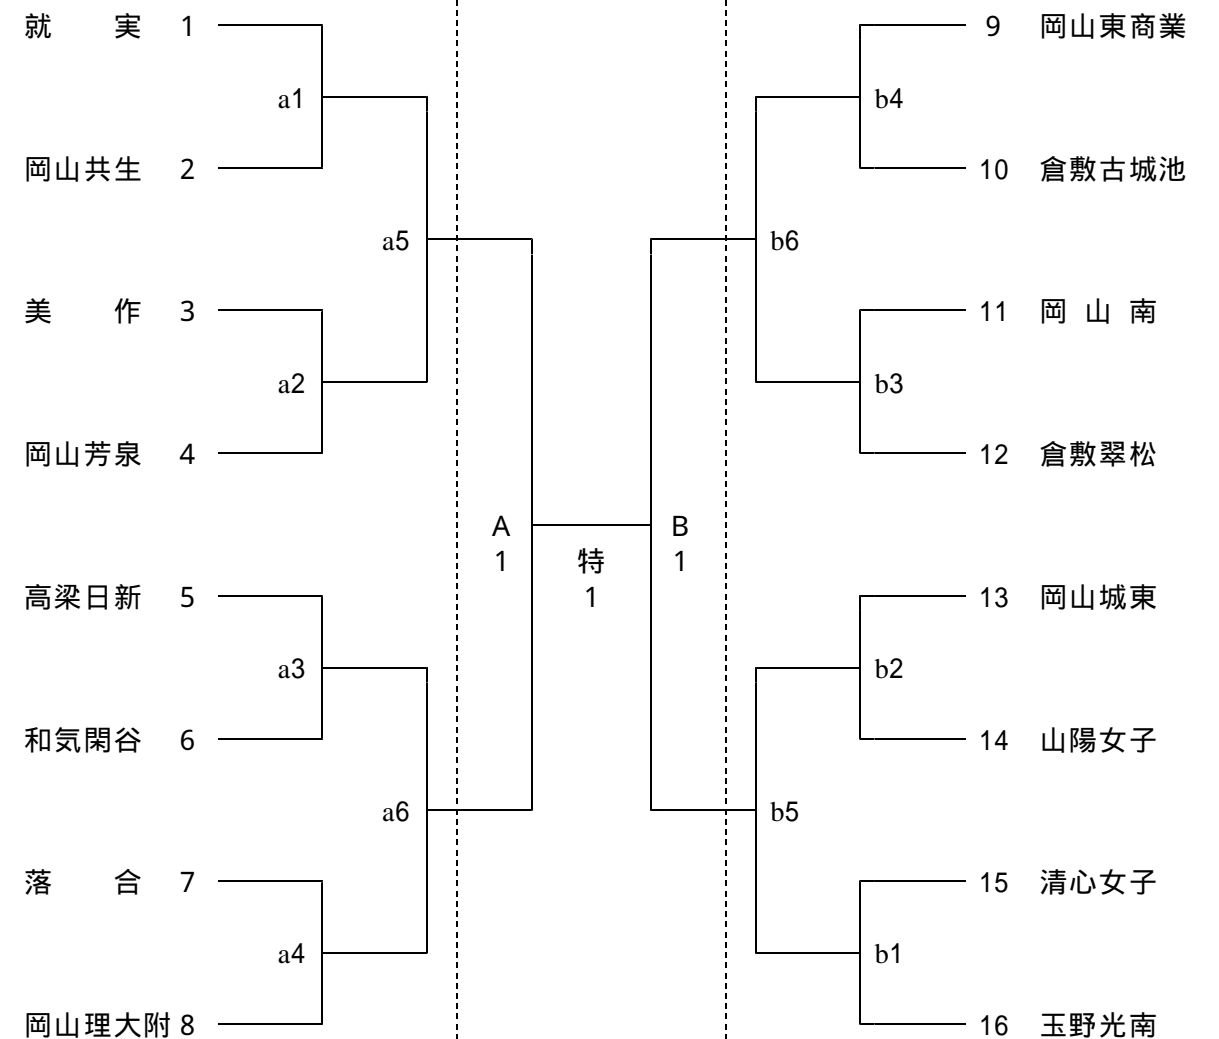 就 実 1
a1
岡山共生 2
a5
美 作 3
a2
岡山芳泉 4
高梁日新 5
a3
和気閑谷 6
a6
落 合 7
a4
岡山理大附 8
A
1
特
1
B
1
9 岡山東商業
b4
10 倉敷古城池
b6
11 岡 山 南
b3
12 倉敷翠松
13 岡山城東
b2
14 山陽女子
b5
15 清心女子
b1
16 玉野光南